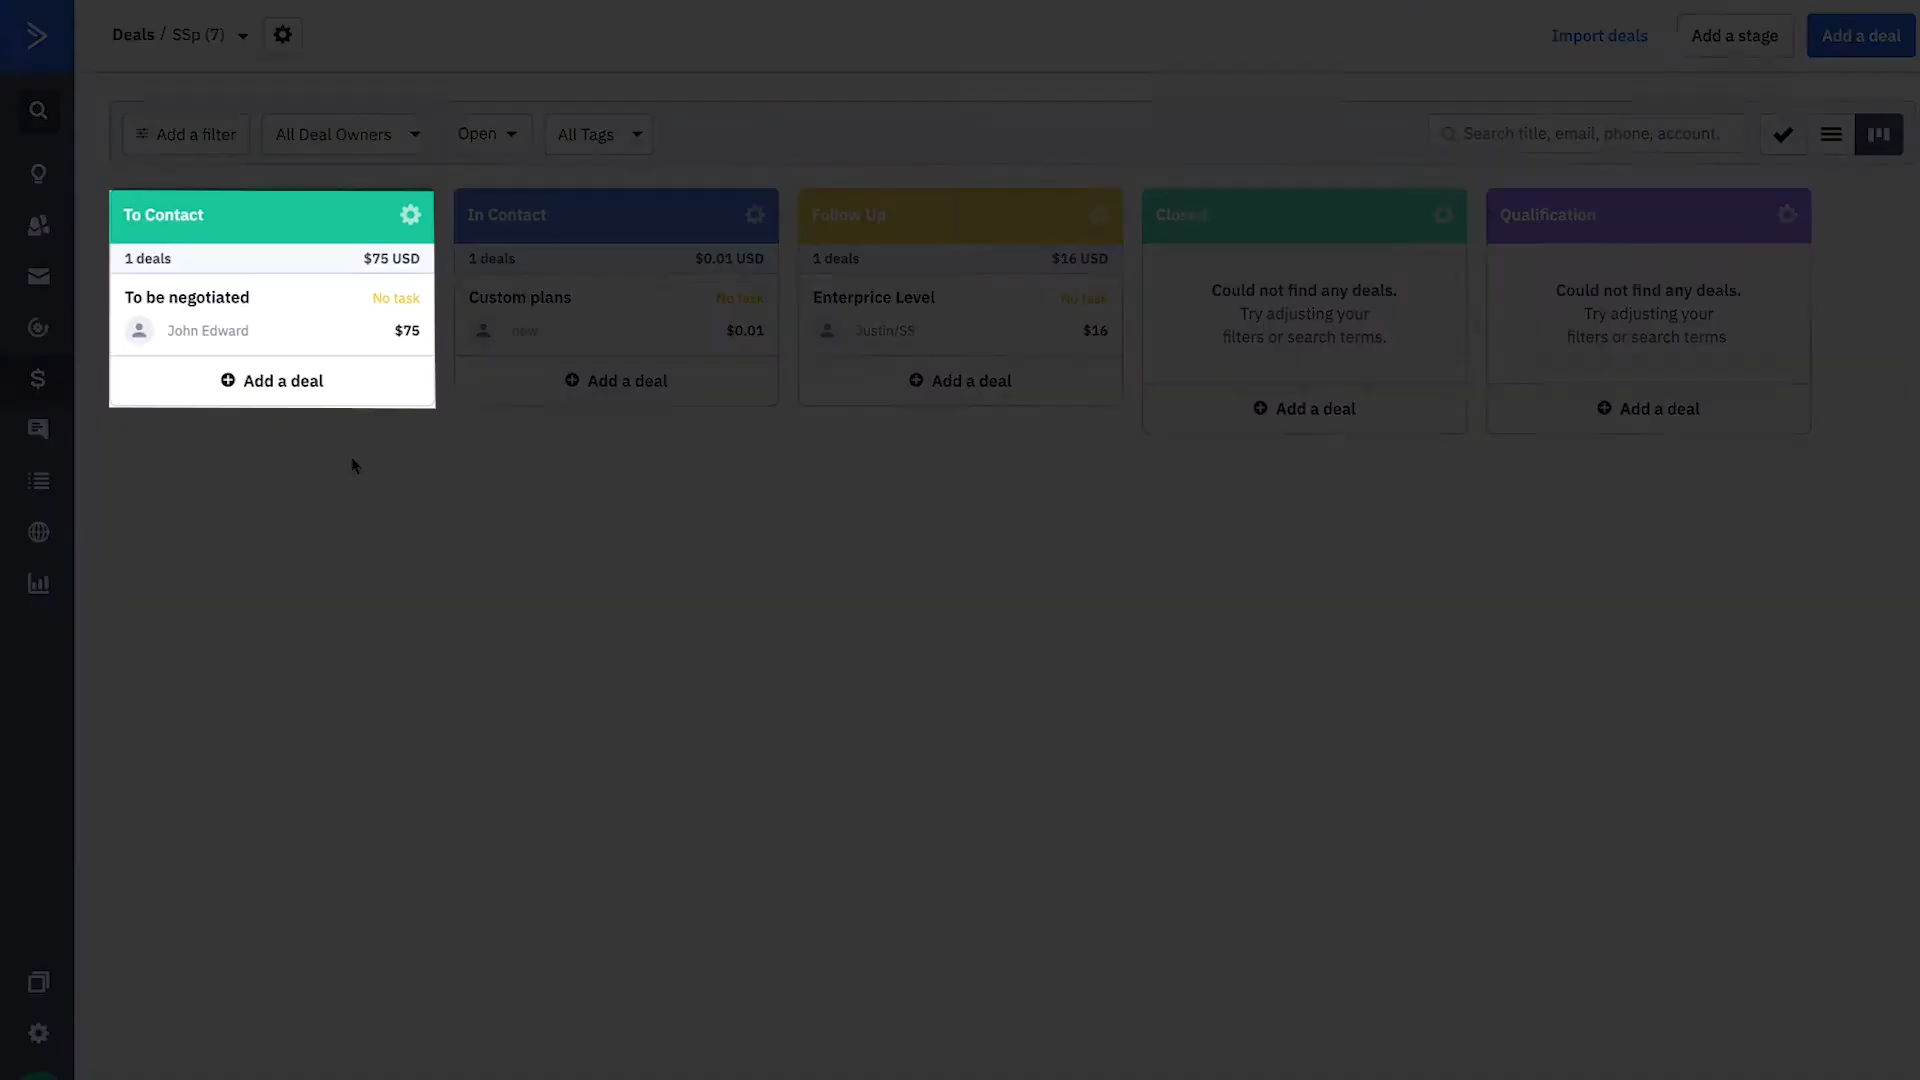 Deals / SSp (7)
Import deals
Add a stage
Add a deal
Add a filter
All Deal Owners
Open
All Tags
Search title, email, phone, account,
To Contact
1 deals $75 USD
To be negotiated No task
John Edward $75
Add a deal
In Contact
1 deals $0.01 USD
Custom plans No task
new $0.01
Add a deal
Follow Up
1 deals $16 USD
Enterprice Level No task
Justin/SS $16
Add a deal
Closed
Could not find any deals.
Try adjusting your
filters or search terms.
Add a deal
Qualification
Could not find any deals.
Try adjusting your
filters or search terms
Add a deal